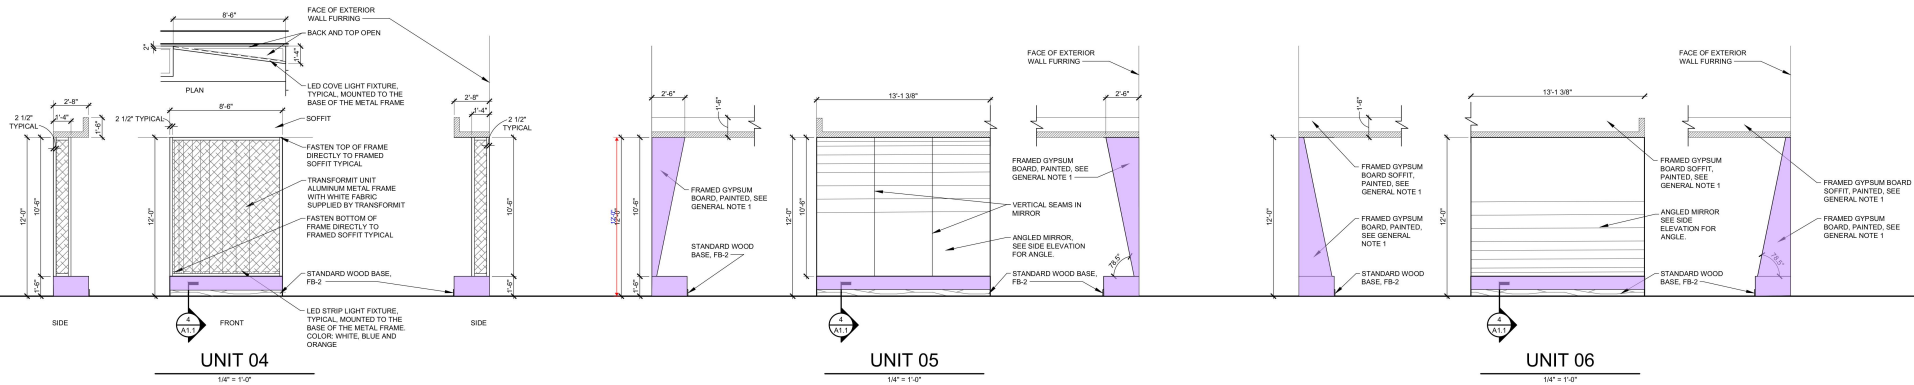 8'-6"
2"
1'-4"
PLAN
FACE OF EXTERIOR
WALL FURRING
BACK AND TOP OPEN
LED COVE LIGHT FIXTURE,
TYPICAL, MOUNTED TO THE
BASE OF THE METAL FRAME
2'-8"
1'-4"
2 1/2"
TYPICAL
1'-6"
12'-0"
10'-6"
1'-6"
SIDE
8'-6"
2 1/2" TYPICAL
SOFFIT
12'-0"
FASTEN TOP OF FRAME
DIRECTLY TO FRAMED
SOFFIT TYPICAL
TRANSFORMIT UNIT
ALUMINUM METAL FRAME
WITH WHITE FABRIC
SUPPLIED BY TRANSFORMIT
FASTEN BOTTOM OF
FRAME DIRECTLY TO
FRAMED SOFFIT TYPICAL
STANDARD WOOD BASE,
FB-2
LED STRIP LIGHT FIXTURE,
TYPICAL, MOUNTED TO THE
BASE OF THE METAL FRAME.
COLOR: WHITE, BLUE AND
ORANGE
4
A1.1
FRONT
2'-8"
1'-4"
2 1/2"
TYPICAL
10'-6"
1'-6"
SIDE
UNIT 04
1/4" = 1'-0"
2'-6"
1'-6"
12'-0"
12'-0"
10'-6"
1'-6"
FRAMED GYPSUM
BOARD, PAINTED, SEE
GENERAL NOTE 1
STANDARD WOOD
BASE, FB-2
13'-1 3/8"
12'-0"
10'-6"
1'-6"
4
A1.1
FACE OF EXTERIOR
WALL FURRING
2'-6"
FRAMED GYPSUM
BOARD, PAINTED, SEE
GENERAL NOTE 1
VERTICAL SEAMS IN
MIRROR
ANGLED MIRROR,
SEE SIDE ELEVATION
FOR ANGLE.
STANDARD WOOD BASE,
FB-2
78.5°
UNIT 05
1/4" = 1'-0"
1'-6"
12'-0"
FRAMED GYPSUM
BOARD SOFFIT,
PAINTED, SEE
GENERAL NOTE 1
FRAMED GYPSUM
BOARD, PAINTED,
SEE GENERAL
NOTE 1
STANDARD WOOD
BASE, FB-2
13'-1 3/8"
12'-0"
4
A1.1
FACE OF EXTERIOR
WALL FURRING
FRAMED GYPSUM
BOARD SOFFIT,
PAINTED, SEE
GENERAL NOTE 1
ANGLED MIRROR
SEE SIDE
ELEVATION FOR
ANGLE.
STANDARD WOOD
BASE, FB-2
78.5°
FRAMED GYPSUM BOARD
SOFFIT, PAINTED, SEE
GENERAL NOTE 1
FRAMED GYPSUM
BOARD, PAINTED, SEE
GENERAL NOTE 1
UNIT 06
1/4" = 1'-0"